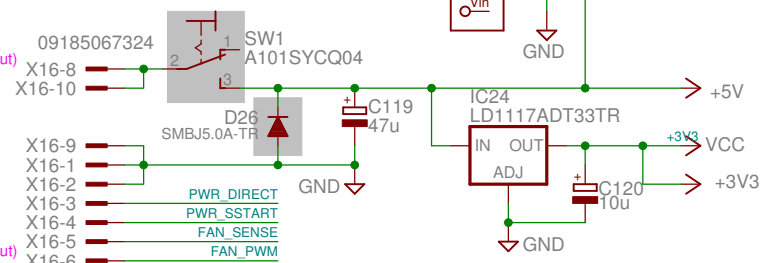 Vin
09185067324
SW1
A101SYCQ04
GND
ut)
X16-8
2
1
3
X16-10
+5V
IC24
LD1117ADT33TR
D26
SMBJ5.0A-TR
+
C119
47u
X16-9
X16-1
X16-2
IN
OUT
ADJ
+3V3
VCC
+3V3
GND
+
C120
10u
X16-3
PWR_DIRECT
X16-4
PWR_SSTART
X16-5
FAN_SENSE
GND
ut)
X16-6
FAN_PWM